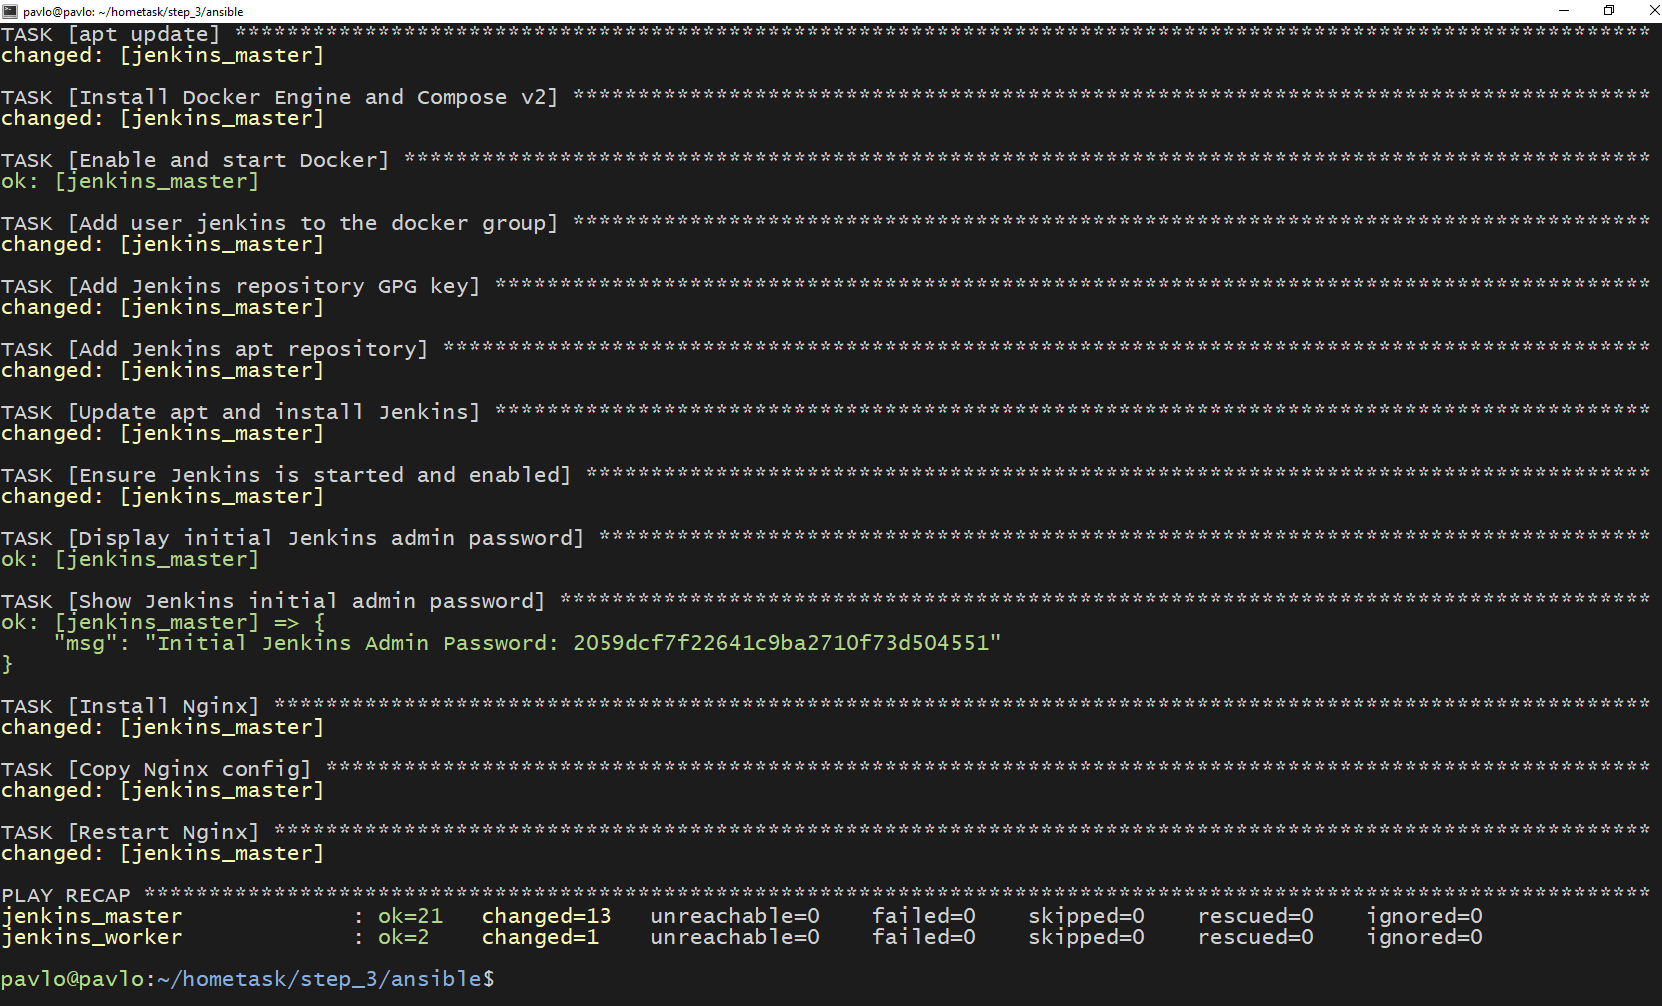 pavlo@pavlo: ~/hometask/step_3/ansible
TASK [apt update] *************************************************************************************************************
changed: [jenkins_master]
TASK [Install Docker Engine and Compose v2] ***********************************************************************************
changed: [jenkins_master]
TASK [Enable and start Docker] ************************************************************************************************
ok: [jenkins_master]
TASK [Add user jenkins to the docker group] ***********************************************************************************
changed: [jenkins_master]
TASK [Add Jenkins repository GPG key] *****************************************************************************************
changed: [jenkins_master]
TASK [Add Jenkins apt repository] *********************************************************************************************
changed: [jenkins_master]
TASK [Update apt and install Jenkins] *****************************************************************************************
changed: [jenkins_master]
TASK [Ensure Jenkins is started and enabled] **********************************************************************************
changed: [jenkins_master]
TASK [Display initial Jenkins admin password] *********************************************************************************
ok: [jenkins_master]
TASK [Show Jenkins initial admin password] ************************************************************************************
ok: [jenkins_master] => {
"msg": "Initial Jenkins Admin Password: 2059dcf7f22641c9ba2710f73d504551"
}
TASK [Install Nginx] **********************************************************************************************************
changed: [jenkins_master]
TASK [Copy Nginx config] ******************************************************************************************************
changed: [jenkins_master]
TASK [Restart Nginx] **********************************************************************************************************
changed: [jenkins_master]
PLAY RECAP ********************************************************************************************************************
jenkins_master : ok=21 changed=13 unreachable=0 failed=0 skipped=0 rescued=0 ignored=0
jenkins_worker : ok=2 changed=1 unreachable=0 failed=0 skipped=0 rescued=0 ignored=0
pavlo@pavlo:~/hometask/step_3/ansible$